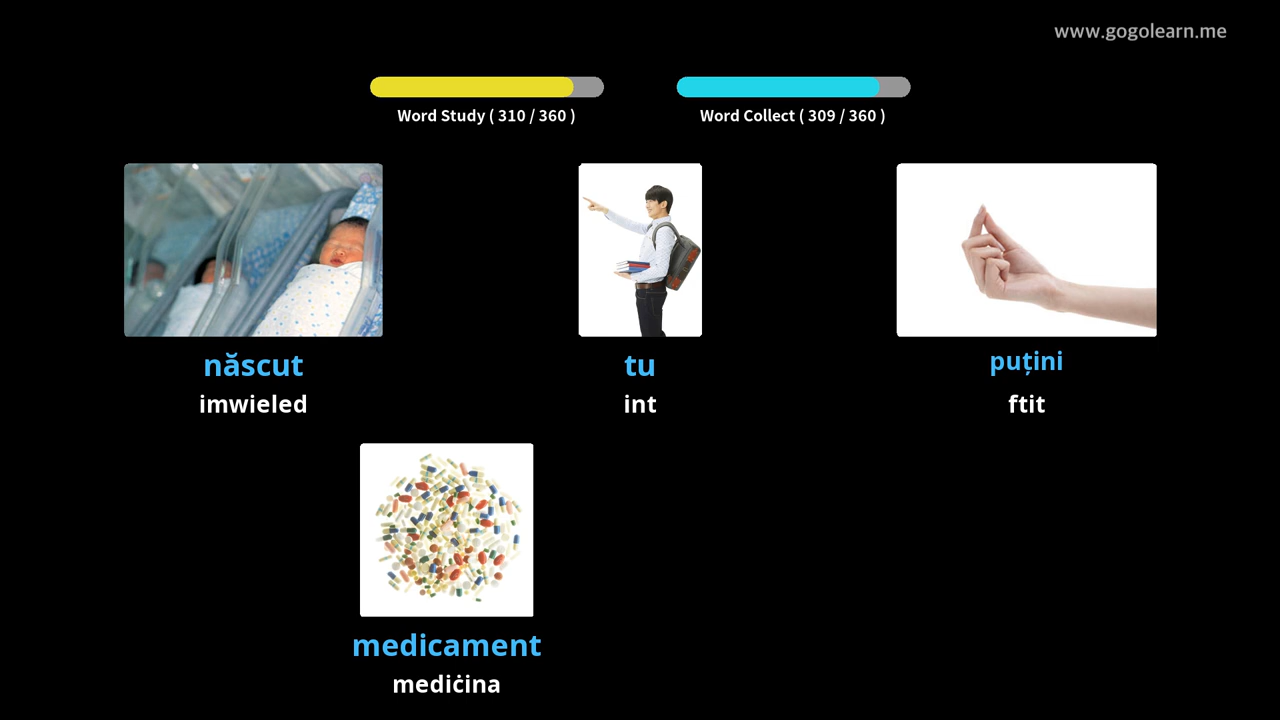 www.gogolearn.me
Word Study ( 310 / 360 )
Word Collect ( 309 / 360 )
născut
imwieled
tu
int
puțini
ftit
medicament
mediċina